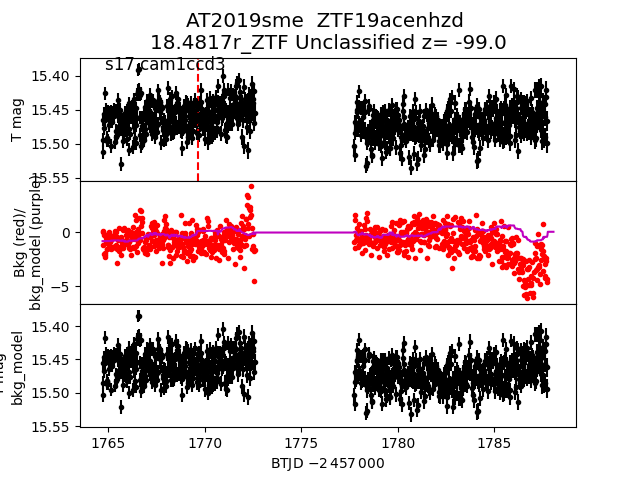 AT2019sme ZTF19acenhzd
18.4817r_ZTF Unclassified z= -99.0
s17 cam1ccd3
15.40
15.45
15.50
15.55
T mag
0
−5
Bkg (red)/
bkg_model (purple)
15.40
15.45
15.50
15.55
T mag
bkg_model
1765 1770 1775 1780 1785
BTJD −2 457 000